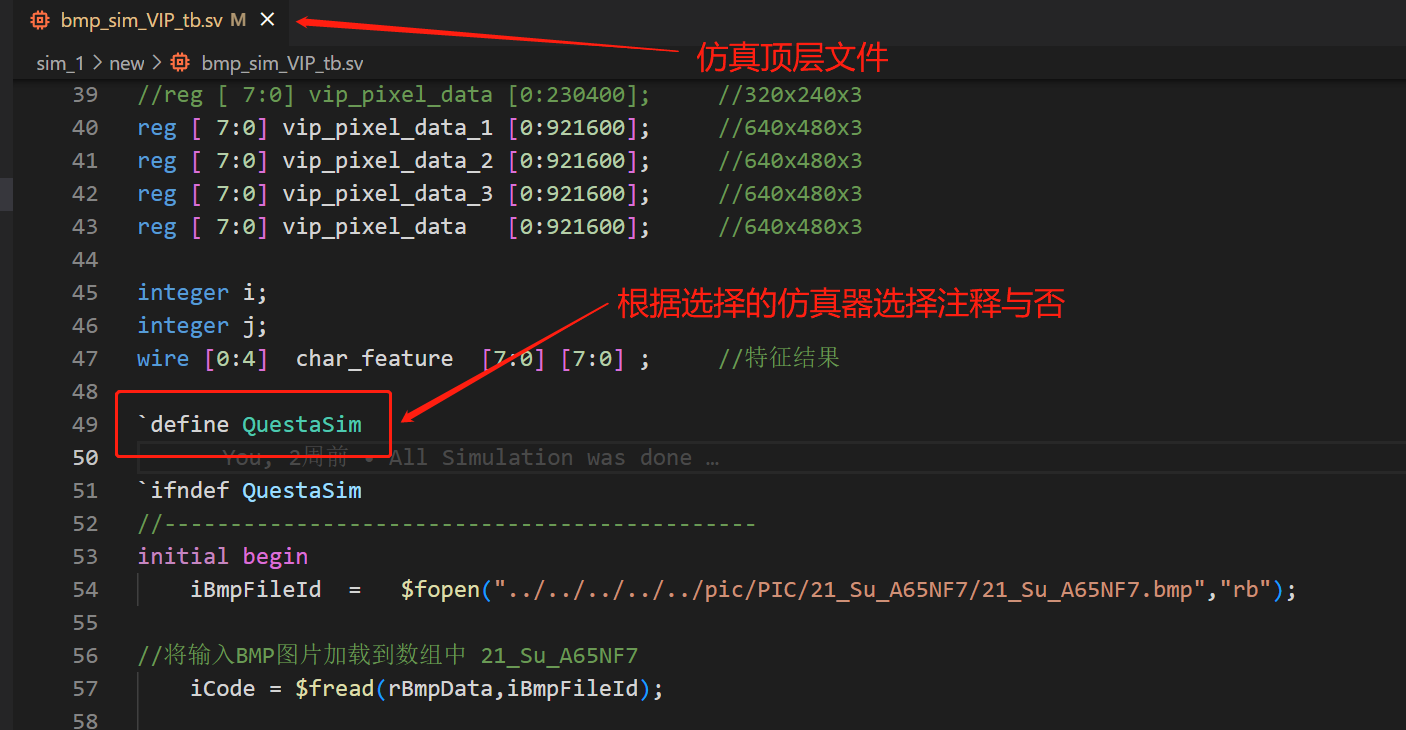 bmp_sim_VIP_tb.sv M ×
仿真顶层文件
sim_1 > new > bmp_sim_VIP_tb.sv
39 //reg [ 7:0] vip_pixel_data [0:230400]; //320x240x3
40 reg [ 7:0] vip_pixel_data_1 [0:921600]; //640x480x3
41 reg [ 7:0] vip_pixel_data_2 [0:921600]; //640x480x3
42 reg [ 7:0] vip_pixel_data_3 [0:921600]; //640x480x3
43 reg [ 7:0] vip_pixel_data [0:921600]; //640x480x3
44
45 integer i;
根据选择的仿真器选择注释与否
46 integer j;
47 wire [0:4] char_feature [7:0] [7:0] ; //特征结果
48
49 `define QuestaSim
50 You, 2周前 • All Simulation was done …
51 `ifndef QuestaSim
52 //---------------------------------------------
53 initial begin
54 iBmpFileId = $fopen("../../../../../pic/PIC/21_Su_A65NF7/21_Su_A65NF7.bmp","rb");
55
56 //将输入BMP图片加载到数组中 21_Su_A65NF7
57 iCode = $fread(rBmpData,iBmpFileId);
58